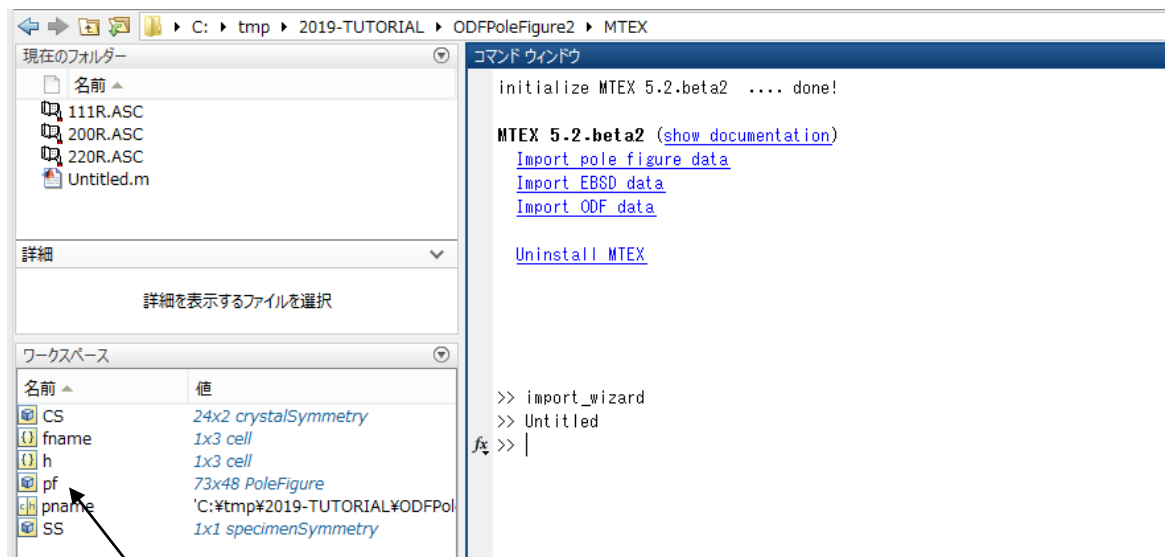 C: ▸ tmp ▸ 2019-TUTORIAL ▸ ODFPoleFigure2 ▸ MTEX
現在のフォルダー
名前
111R.ASC
200R.ASC
220R.ASC
Untitled.m
詳細
詳細を表示するファイルを選択
ワークスペース
名前 値
CS 24x2 crystalSymmetry
fname 1x3 cell
h 1x3 cell
pf 73x48 PoleFigure
pname 'C:¥tmp¥2019-TUTORIAL¥ODFPol
SS 1x1 specimenSymmetry
コマンド ウィンドウ
initialize MTEX 5.2.beta2 .... done!
MTEX 5.2.beta2 (show documentation)
Import pole figure data
Import EBSD data
Import ODF data
Uninstall MTEX
>> import_wizard
>> Untitled
fx >>